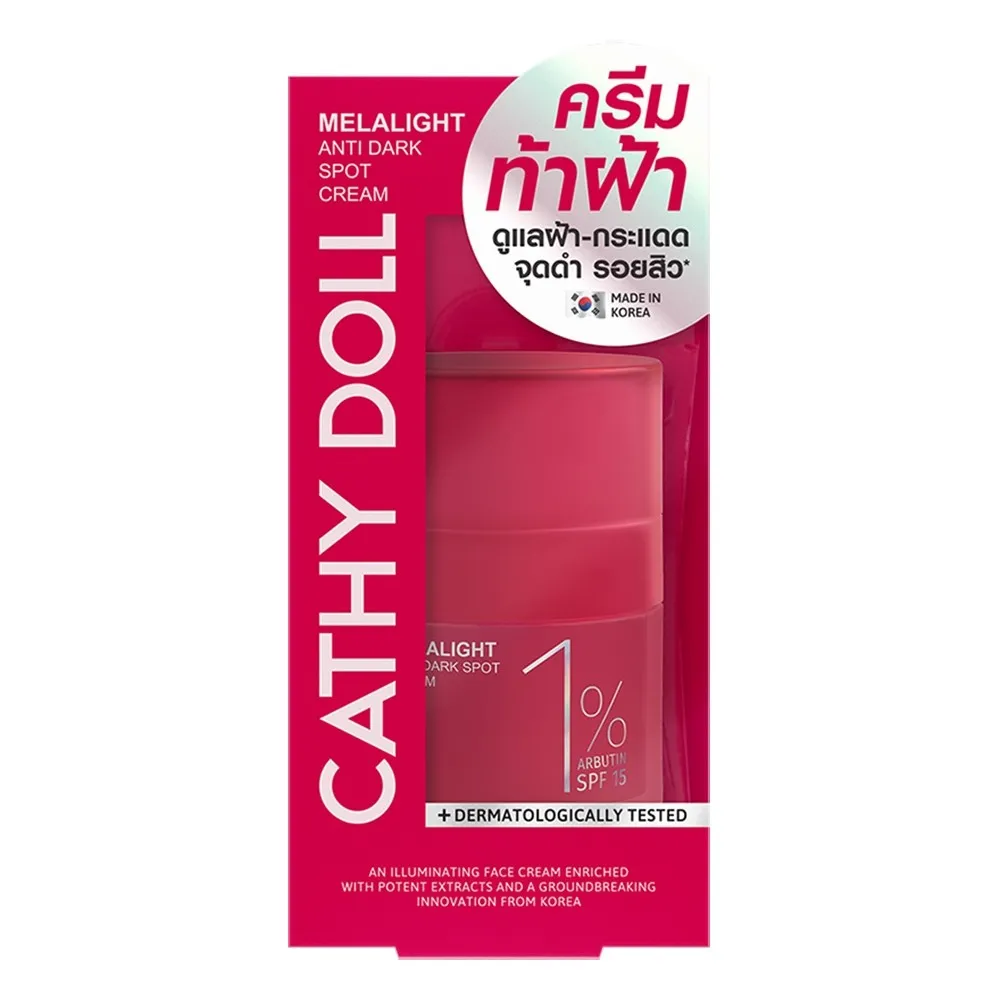 MELALIGHT
ANTI DARK
SPOT
CREAM
CATHY DOLL
ครีม
ท้าฝ้า
ดูแลฝ้า-กระแดด
จุดดำ รอยสิว*
MADE IN
KOREA
ALIGHT
DARK SPOT
M
1%
ARBUTIN
SPF 15
+ DERMATOLOGICALLY TESTED
AN ILLUMINATING FACE CREAM ENRICHED
WITH POTENT EXTRACTS AND A GROUNDBREAKING
INNOVATION FROM KOREA